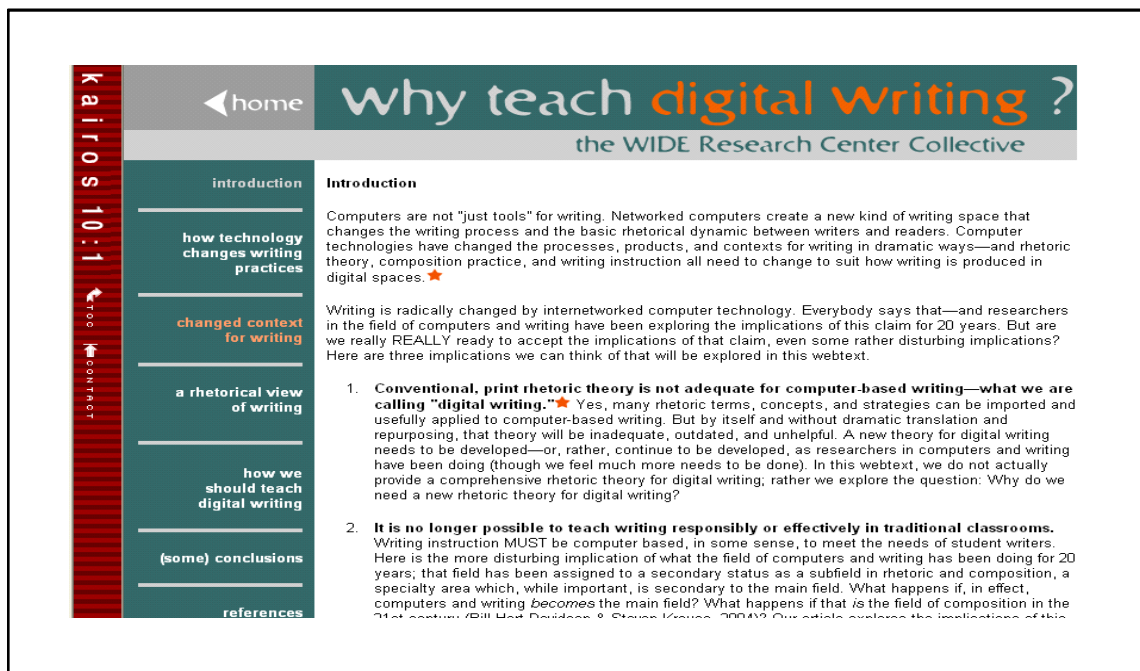 kairos 10:1
TOC
CONTACT
home
why teach digital writing ?
the WIDE Research Center Collective
introduction
how technology
changes writing
practices
changed context
for writing
a rhetorical view
of writing
how we
should teach
digital writing
(some) conclusions
references
Introduction
Computers are not "just tools" for writing. Networked computers create a new kind of writing space that
changes the writing process and the basic rhetorical dynamic between writers and readers. Computer
technologies have changed the processes, products, and contexts for writing in dramatic ways—and rhetoric
theory, composition practice, and writing instruction all need to change to suit how writing is produced in
digital spaces.
Writing is radically changed by internetworked computer technology. Everybody says that—and researchers
in the field of computers and writing have been exploring the implications of this claim for 20 years. But are
we really REALLY ready to accept the implications of that claim, even some rather disturbing implications?
Here are three implications we can think of that will be explored in this webtext.
1. Conventional, print rhetoric theory is not adequate for computer-based writing—what we are
calling "digital writing." Yes, many rhetoric terms, concepts, and strategies can be imported and
usefully applied to computer-based writing. But by itself and without dramatic translation and
repurposing, that theory will be inadequate, outdated, and unhelpful. A new theory for digital writing
needs to be developed—or, rather, continue to be developed, as researchers in computers and writing
have been doing (though we feel much more needs to be done). In this webtext, we do not actually
provide a comprehensive rhetoric theory for digital writing; rather we explore the question: Why do we
need a new rhetoric theory for digital writing?
2. It is no longer possible to teach writing responsibly or effectively in traditional classrooms.
Writing instruction MUST be computer based, in some sense, to meet the needs of student writers.
Here is the more disturbing implication of what the field of computers and writing has been doing for 20
years; that field has been assigned to a secondary status as a subfield in rhetoric and composition, a
specialty area which, while important, is secondary to the main field. What happens if, in effect,
computers and writing becomes the main field? What happens if that is the field of composition in the
21st century (Bill Hart-Davidson & Steven Krause, 2004)? Our article explores the implications of this